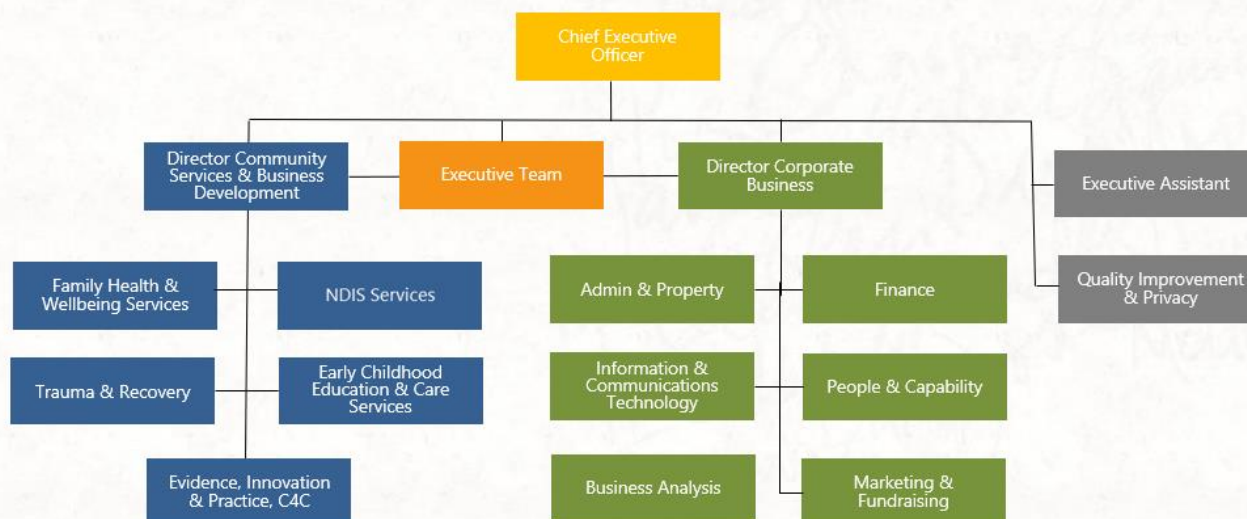 Chief Executive
Officer
Director Community
Services & Business
Development
Executive Team
Director Corporate
Business
Executive Assistant
Family Health &
Wellbeing Services
NDIS Services
Admin & Property
Finance
Quality Improvement
& Privacy
Trauma & Recovery
Early Childhood
Education & Care
Services
Information &
Communications
Technology
People & Capability
Evidence, Innovation
& Practice, C4C
Business Analysis
Marketing &
Fundraising